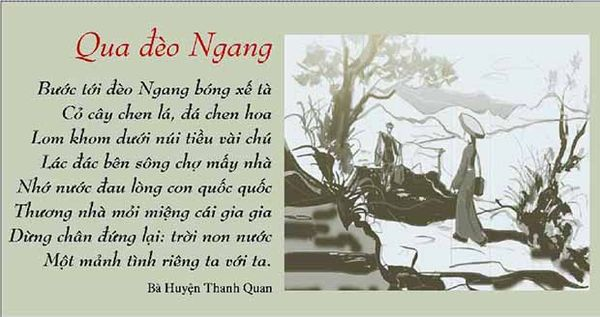 Qua đèo Ngang
Bước tới đèo Ngang bóng xế tà
Cỏ cây chen lá, đá chen hoa
Lom khom dưới núi tiều vài chú
Lác đác bên sông chợ mấy nhà
Nhớ nước đau lòng con quốc quốc
Thương nhà mỏi miệng cái gia gia
Dừng chân đứng lại: trời non nước
Một mảnh tình riêng ta với ta.
Bà Huyện Thanh Quan